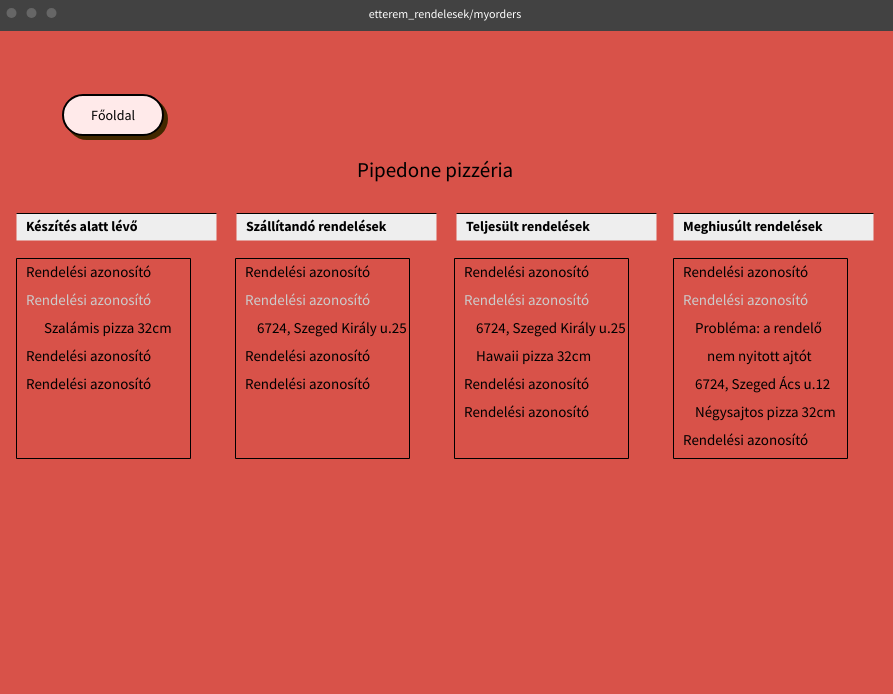 etterem_rendelesek/myorders
Főoldal
Pipedone pizzéria
Készítés alatt lévő
Rendelési azonosító
Rendelési azonosító
Szalámis pizza 32cm
Rendelési azonosító
Rendelési azonosító
Szállítandó rendelések
Rendelési azonosító
Rendelési azonosító
6724, Szeged Király u.25
Rendelési azonosító
Rendelési azonosító
Teljesült rendelések
Rendelési azonosító
Rendelési azonosító
6724, Szeged Király u.25
Hawaii pizza 32cm
Rendelési azonosító
Rendelési azonosító
Meghiusúlt rendelések
Rendelési azonosító
Rendelési azonosító
Probléma: a rendelő
nem nyitott ajtót
6724, Szeged Ács u.12
Négysajtos pizza 32cm
Rendelési azonosító